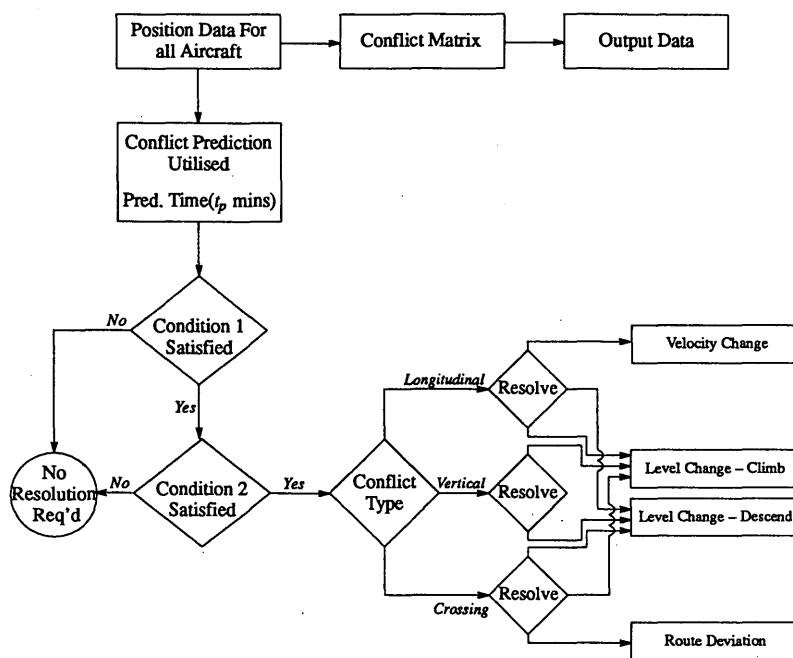 Position Data For
all Aircraft
Conflict Matrix
Output Data
Conflict Prediction
Utilised
Pred. Time(tp mins)
No
Condition 1
Satisfied
Yes
Velocity Change
Longitudinal
Resolve
No
Resolution
Req'd
No
Condition 2
Satisfied
Yes
Conflict
Type
Vertical
Resolve
Level Change – Climb
Level Change – Descend
Crossing
Resolve
Route Deviation